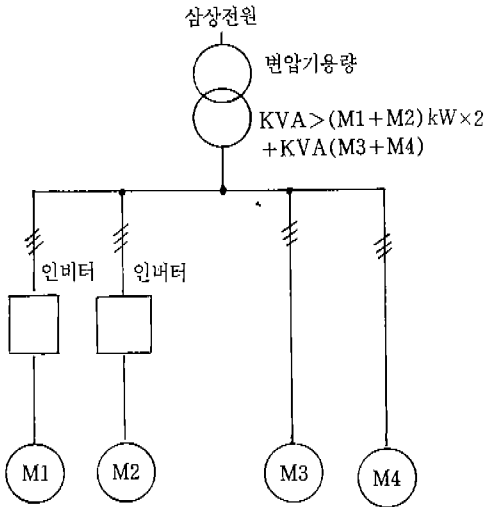 삼상전원
변압기용량
KVA>(M1+M2)kW×2
+KVA(M3+M4)
인버터 인버터
M1 M2 M3 M4